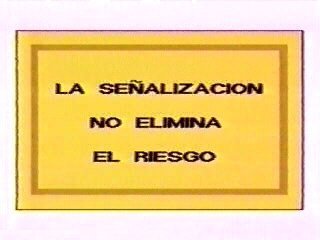 LA SEÑALIZACION
NO ELIMINA
EL RIESGO